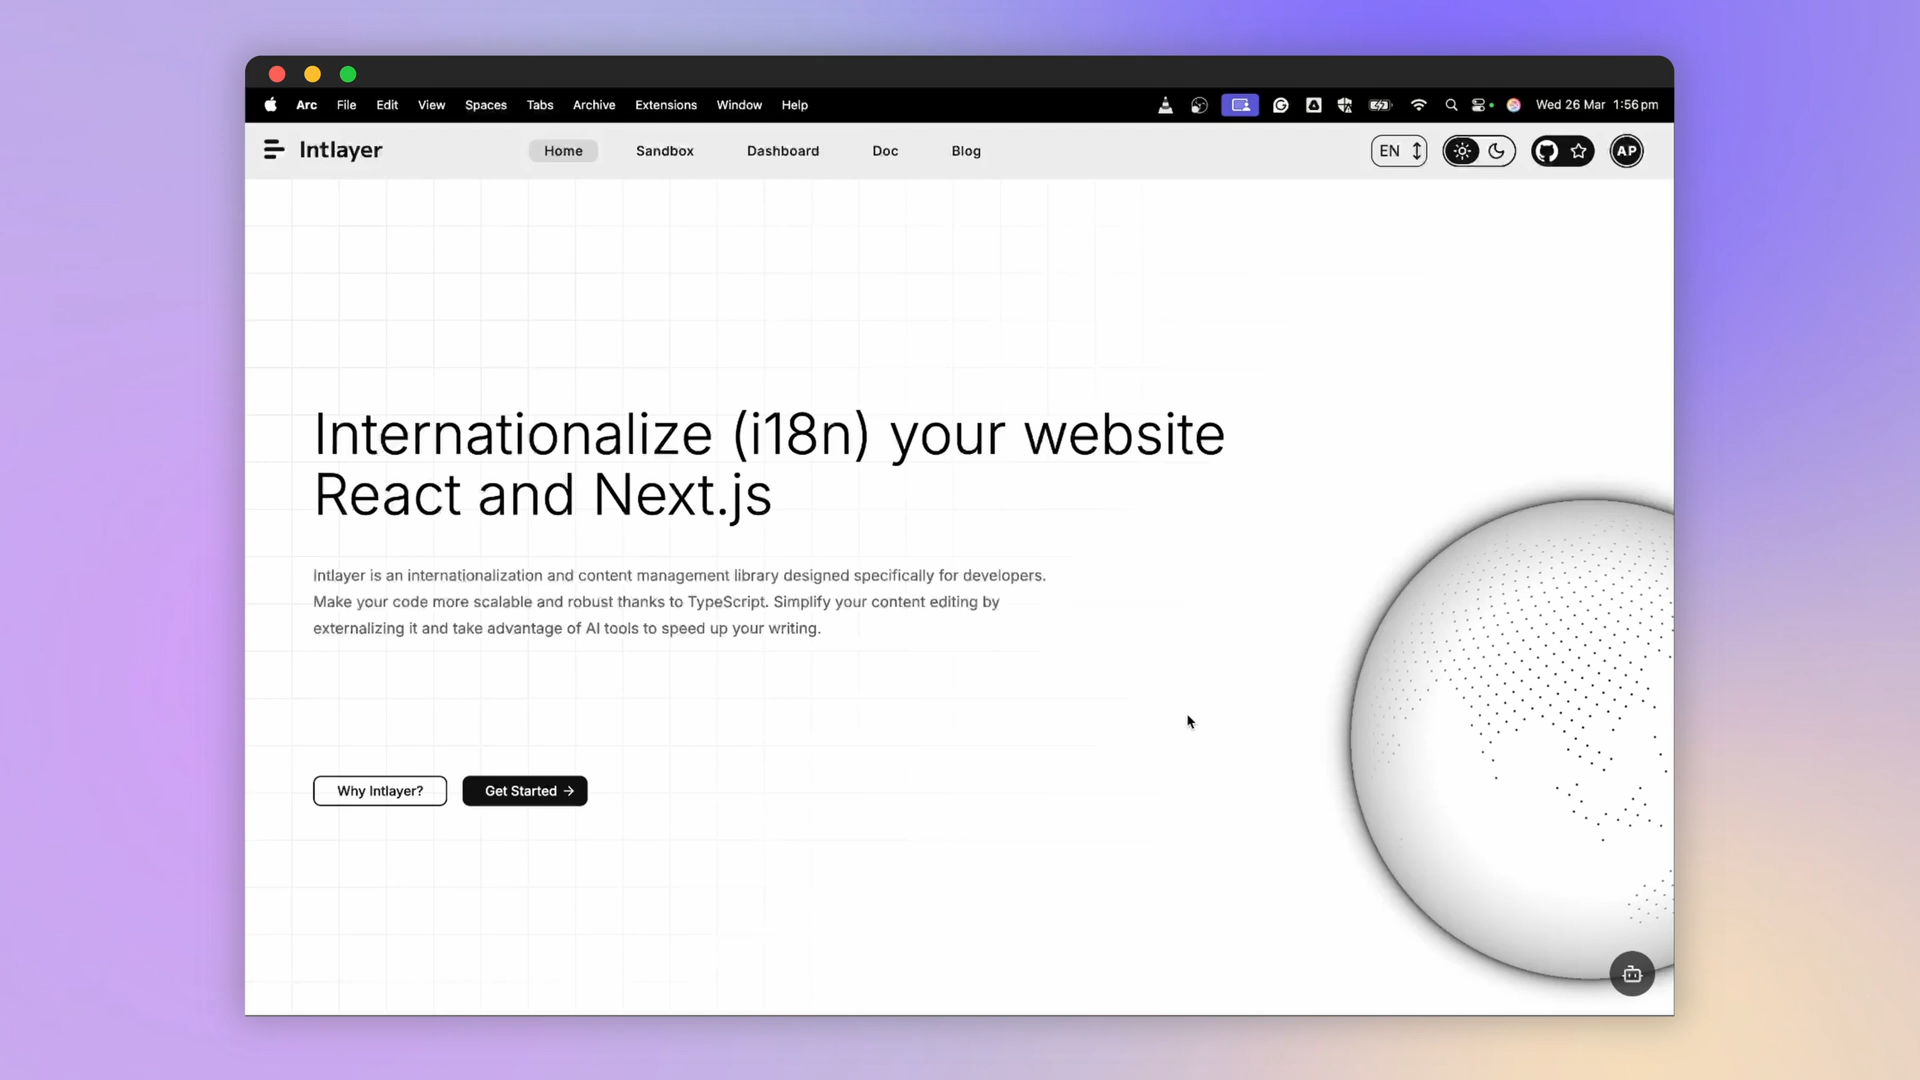 Arc File Edit View Spaces Tabs Archive Extensions Window Help Wed 26 Mar 1:56 pm
Intlayer Home Sandbox Dashboard Doc Blog EN AP
Internationalize (i18n) your website
React and Next.js
Intlayer is an internationalization and content management library designed specifically for developers.
Make your code more scalable and robust thanks to TypeScript. Simplify your content editing by
externalizing it and take advantage of AI tools to speed up your writing.
Why Intlayer? Get Started →